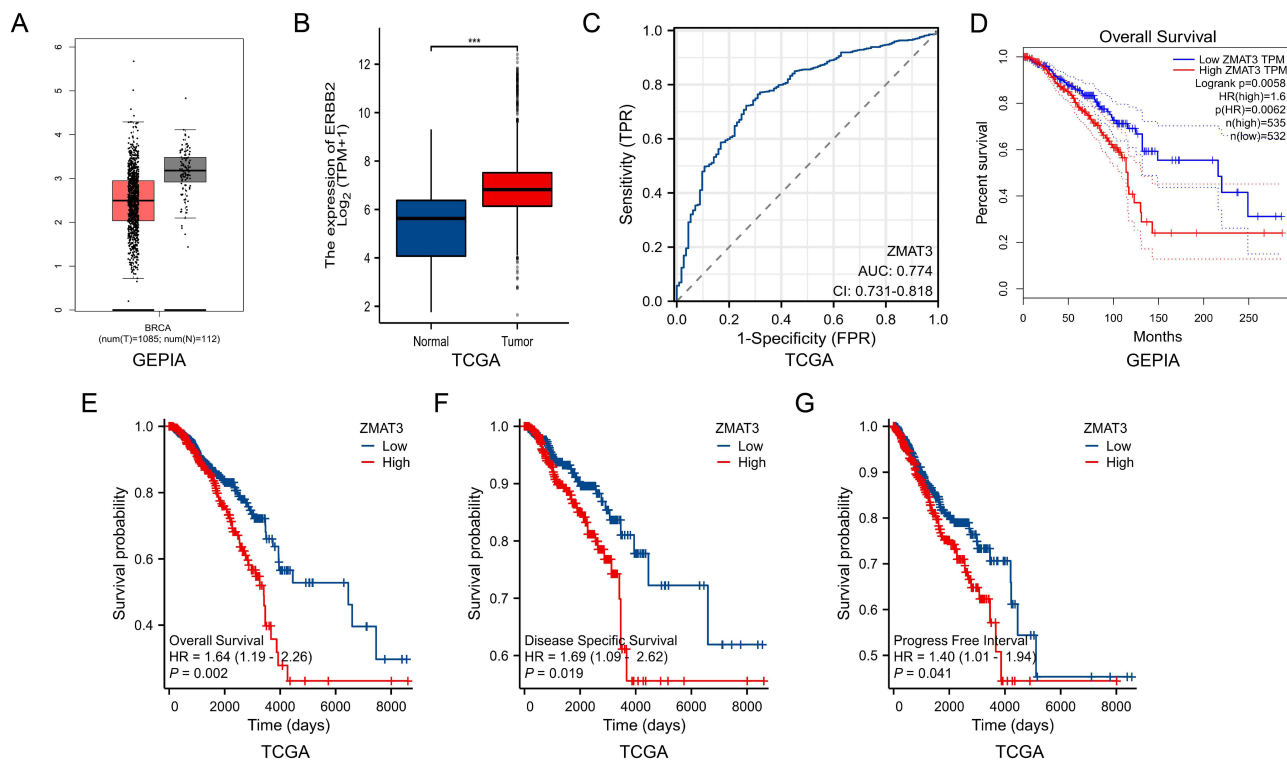 A
6
5
4
3
2
1
0
BRCA
(num(T)=1085; num(N)=112)
GEPIA
B
The expression of ERBB2
Log2 (TPM+1)
12
10
8
6
4
2
***
Normal
Tumor
TCGA
C
Sensitivity (TPR)
1.0
0.8
0.6
0.4
0.2
0.0
ZMAT3
AUC: 0.774
CI: 0.731-0.818
0.0 0.2 0.4 0.6 0.8 1.0
1-Specificity (FPR)
TCGA
D
Overall Survival
Low ZMAT3 TPM
High ZMAT3 TPM
Logrank p=0.0058
HR(high)=1.6
p(HR)=0.0062
n(high)=535
n(low)=532
Percent survival
1.0
0.8
0.6
0.4
0.2
0.0
0 50 100 150 200 250
Months
GEPIA
E
ZMAT3
Low
High
Survival probability
1.0
0.8
0.6
0.4
Overall Survival
HR = 1.64 (1.19 - 2.26)
P = 0.002
0 2000 4000 6000 8000
Time (days)
TCGA
F
ZMAT3
Low
High
Survival probability
1.0
0.9
0.8
0.7
0.6
Disease Specific Survival
HR = 1.69 (1.09 - 2.62)
P = 0.019
0 2000 4000 6000 8000
Time (days)
TCGA
G
ZMAT3
Low
High
Survival probability
1.0
0.9
0.8
0.7
0.6
0.5
Progress Free Interval
HR = 1.40 (1.01 - 1.94)
P = 0.041
0 2000 4000 6000 8000
Time (days)
TCGA